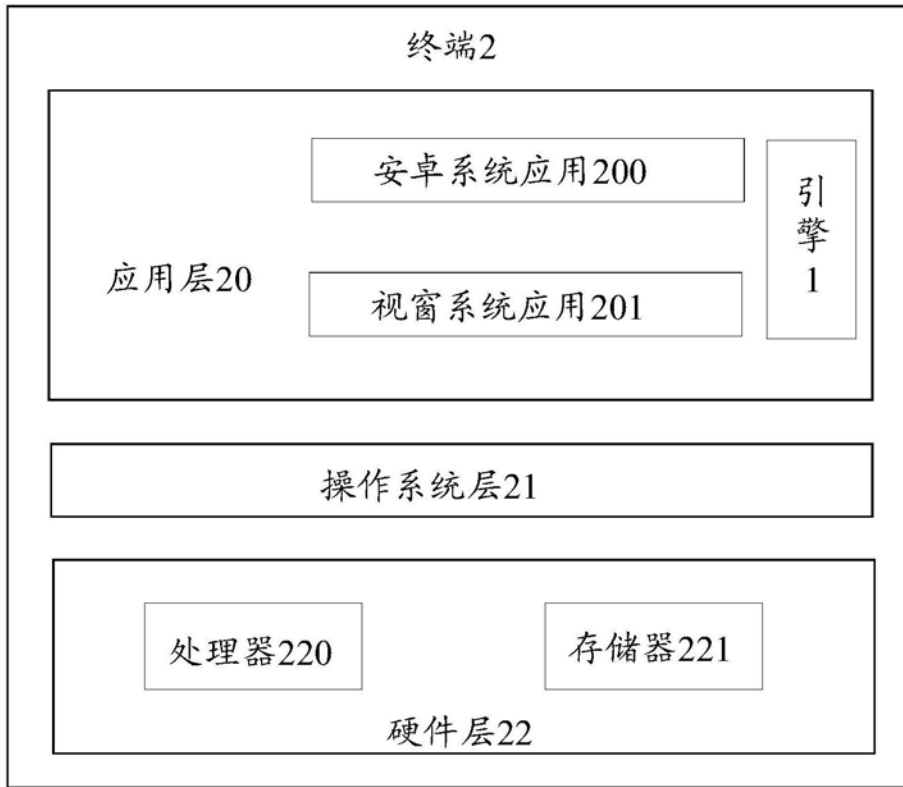 终端2
安卓系统应用200
引
擎
1
应用层20
视窗系统应用201
操作系统层21
处理器220
存储器221
硬件层22